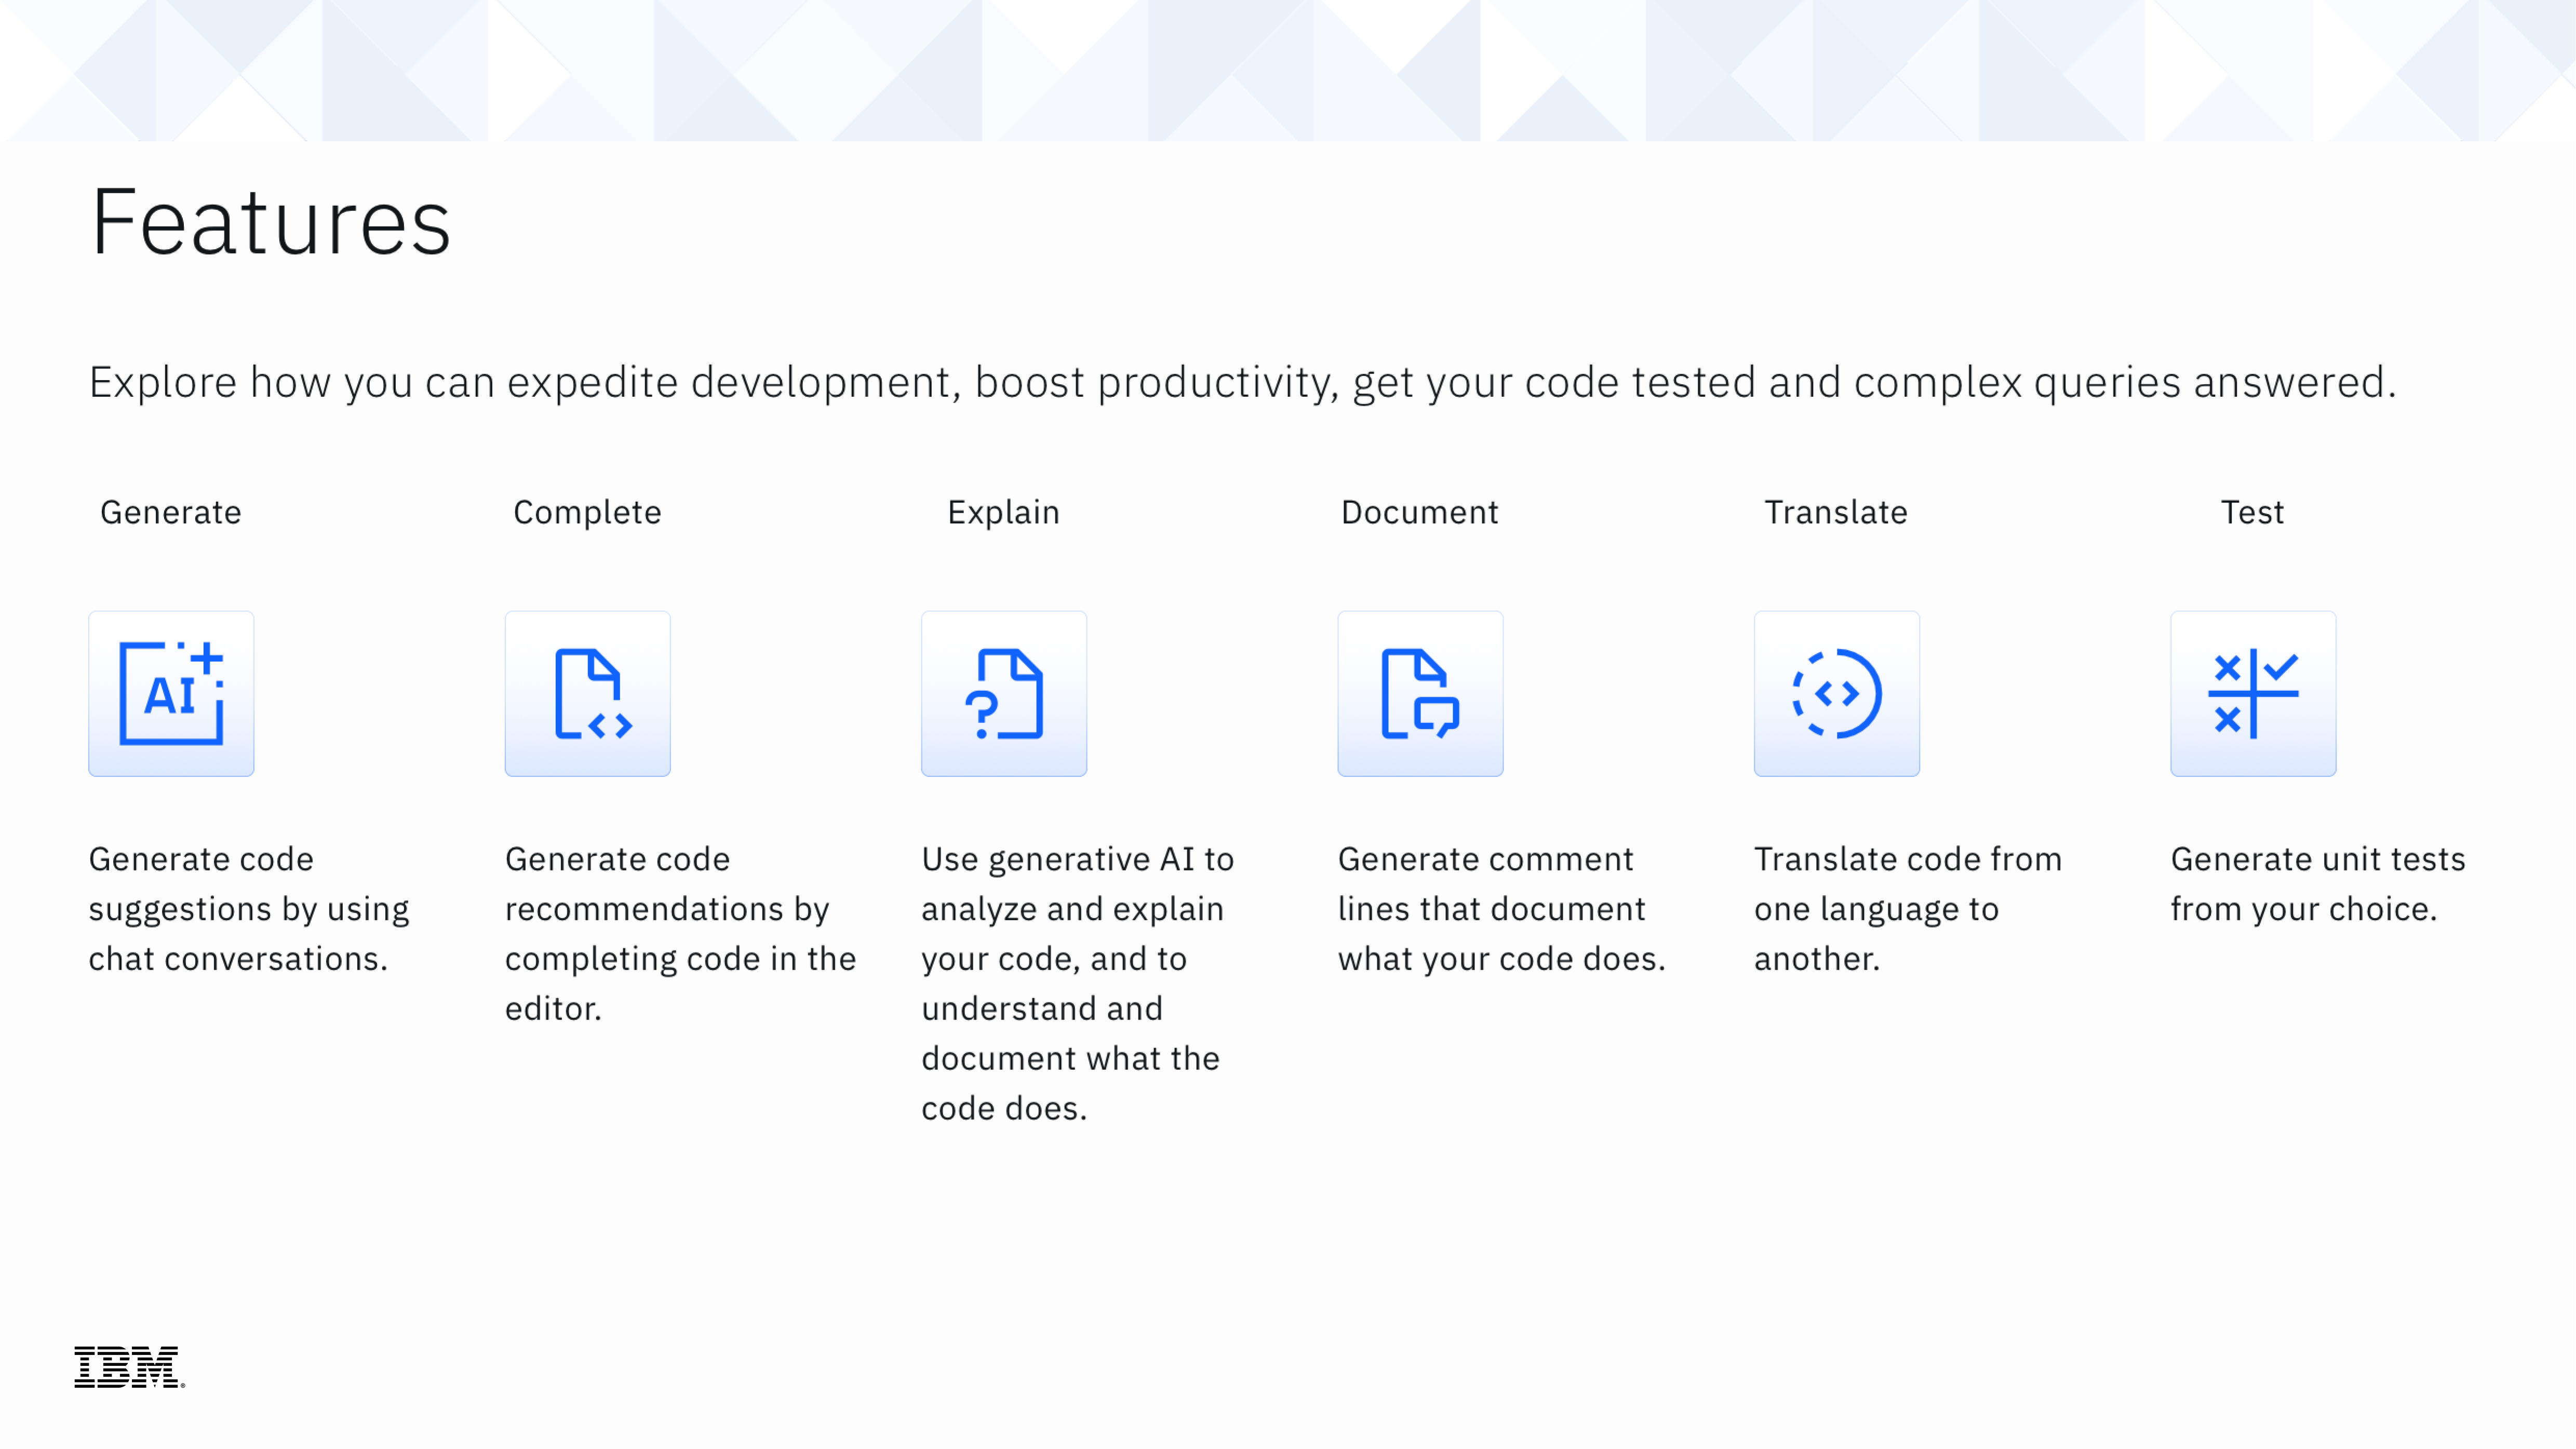 Features
Explore how you can expedite development, boost productivity, get your code tested and complex queries answered.
Generate
AI
Generate code
suggestions by using
chat conversations.
Complete
Generate code
recommendations by
completing code in the
editor.
Explain
Use generative AI to
analyze and explain
your code, and to
understand and
document what the
code does.
Document
Generate comment
lines that document
what your code does.
Translate
Translate code from
one language to
another.
Test
Generate unit tests
from your choice.
IBM®